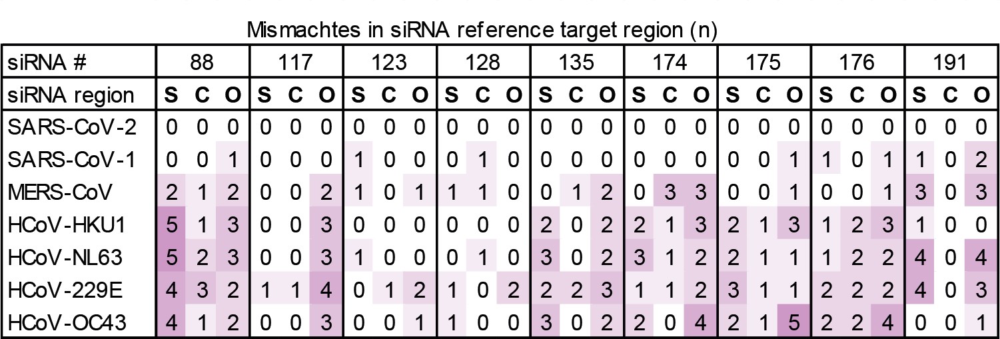 Mismachtes in siRNA reference target region (n)
siRNA # 88 117 123 128 135 174 175 176 191
siRNA region S C O S C O S C O S C O S C O S C O S C O S C O S C O
SARS-CoV-2 0 0 0 0 0 0 0 0 0 0 0 0 0 0 0 0 0 0 0 0 0 0 0 0 0 0 0
SARS-CoV-1 0 0 1 0 0 0 1 0 0 0 1 0 0 0 0 0 0 0 0 0 1 1 0 1 1 0 2
MERS-CoV 2 1 2 0 0 2 1 0 1 1 1 0 0 1 2 0 3 3 0 0 1 0 0 1 3 0 3
HCoV-HKU1 5 1 3 0 0 3 0 0 0 0 0 0 2 0 2 2 1 3 2 1 3 1 2 3 1 0 0
HCoV-NL63 5 2 3 0 0 3 1 0 0 0 1 0 3 0 2 3 1 2 2 1 1 1 2 2 4 0 4
HCoV-229E 4 3 2 1 1 4 0 1 2 1 0 2 2 2 3 1 1 2 3 1 1 2 2 2 4 0 3
HCoV-OC43 4 1 2 0 0 3 0 0 1 1 0 0 3 0 2 2 0 4 2 1 5 2 2 4 0 0 1